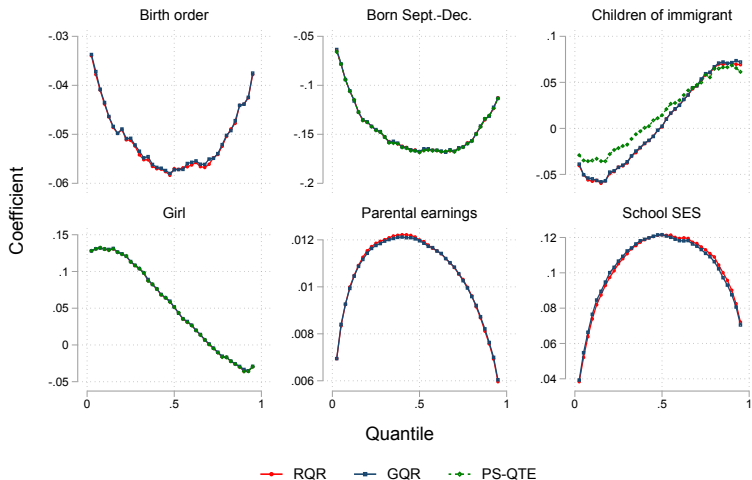 Birth order
Born Sept.-Dec.
Children of immigrant
-.03
-.04
-.05
-.06
-.05
-.1
-.15
-.2
.1
.05
0
-.05
Girl
Parental earnings
School SES
.15
.1
.05
0
-.05
.012
.01
.008
.006
.12
.1
.08
.06
.04
0 .5 1
0 .5 1
0 .5 1
Coefficient
Quantile
RQR GQR PS-QTE